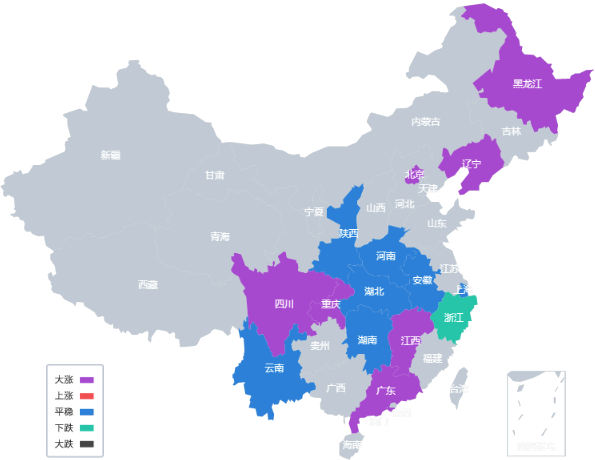 黑龙江
内蒙古
吉林
新疆
辽宁
甘肃
北京
天津
河北
山西
宁夏
山东
陕西
青海
河南
江苏
安徽
西藏
上海
湖北
四川
重庆
浙江
湖南
江西
贵州
福建
云南
广西
广东
台湾
海南
大涨
上涨
平稳
下跌
大跌